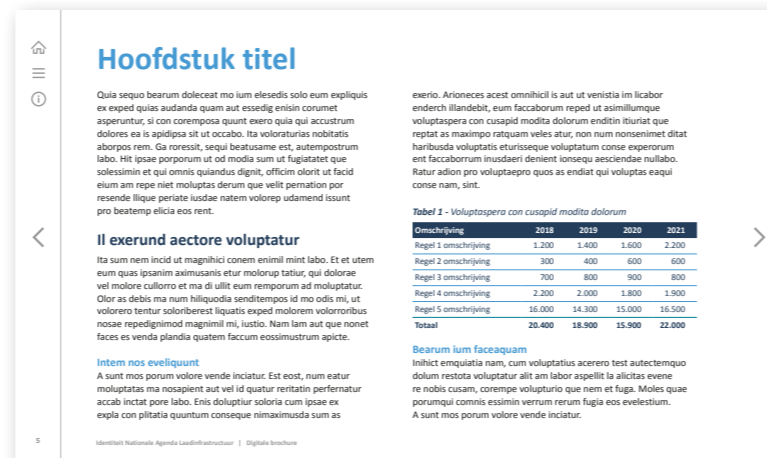 Hoofdstuk titel
Quia sequo bearum doleceat mo ium elesedis solo eum expliquis
ex exped quias audanda quam aut essedig enisin corumet
asperuntur, si con coremposa quunt exero quia qui accustrum
dolores ea is apidipsa sit ut occabo. Ita voloraturias nobitatis
aborpos rem. Ga roressit, sequi beatusame est, autempostrum
labo. Hit ipsae porporum ut od modia sum ut fugiatatet que
solessimin et qui omnis quiandus dignit, officim olorit ut facid
eium am repe niet moluptas derum que velit pernation por
resende llique periate iusdae natem volorep udamend issunt
pro beatemp elicia eos rent.
Il exerund aectore voluptatur
Ita sum nem incid ut magnihici conem enimil mint labo. Et et utem
eum quas ipsanim aximusanis etur molorup tatiur, qui dolorae
vel molore cullorro et ma di ullit eum remporum ad moluptatur.
Olor as debis ma num hiliquodia senditempos id mo odis mi, ut
volorero tentur soloriberest liquatis exped molorem volorroribus
nosae repedignimod magnimil mi, iustio. Nam lam aut que nonet
faces es venda plandia quatem faccum eossimustrum apicte.
Intem nos eveliquunt
A sunt mos porum volore vende inciatur. Est eost, num eatur
moluptatas ma nosapient aut vel id quatur reritatin perfernatur
accab inctat pore labo. Enis doluptiur soloria cum ipsae ex
expla con plitatia quuntum conseque nimaximusda sum as
exerio. Arioneces acest omnihicil is aut ut venistia im licabor
enderch illandebit, eum faccaborum reped ut asimillumque
voluptaspera con cusapid modita dolorum enditin itiuriat que
reptat as maximpo ratquam veles atur, non num nonsenimet ditat
haribusda voluptatis eturisseque voluptatum conse experorum
ent faccaborrum inusdaeri denient ionsequ aesciendae nullabo.
Ratur adion pro voluptaepro quos as endiat qui voluptas eaqui
conse nam, sint.
Tabel 1 - Voluptaspera con cusapid modita dolorum
Omschrijving 2018 2019 2020 2021
Regel 1 omschrijving 1.200 1.400 1.600 2.200
Regel 2 omschrijving 300 400 600 600
Regel 3 omschrijving 700 800 900 800
Regel 4 omschrijving 2.200 2.000 1.800 1.900
Regel 5 omschrijving 16.000 14.300 15.000 16.500
Totaal 20.400 18.900 15.900 22.000
Bearum ium faceaquam
Inihict emquiatia nam, cum voluptatius acerero test autectemquo
dolum restota voluptatur alit am labor aspellit la alicitas evene
re nobis cusam, corempe volupturio que nem et fuga. Moles quae
porumqui comnis essimin verrum rerum fugia eos evelestium.
A sunt mos porum volore vende inciatur.
5
Identiteit Nationale Agenda Laadinfrastructuur | Digitale brochure